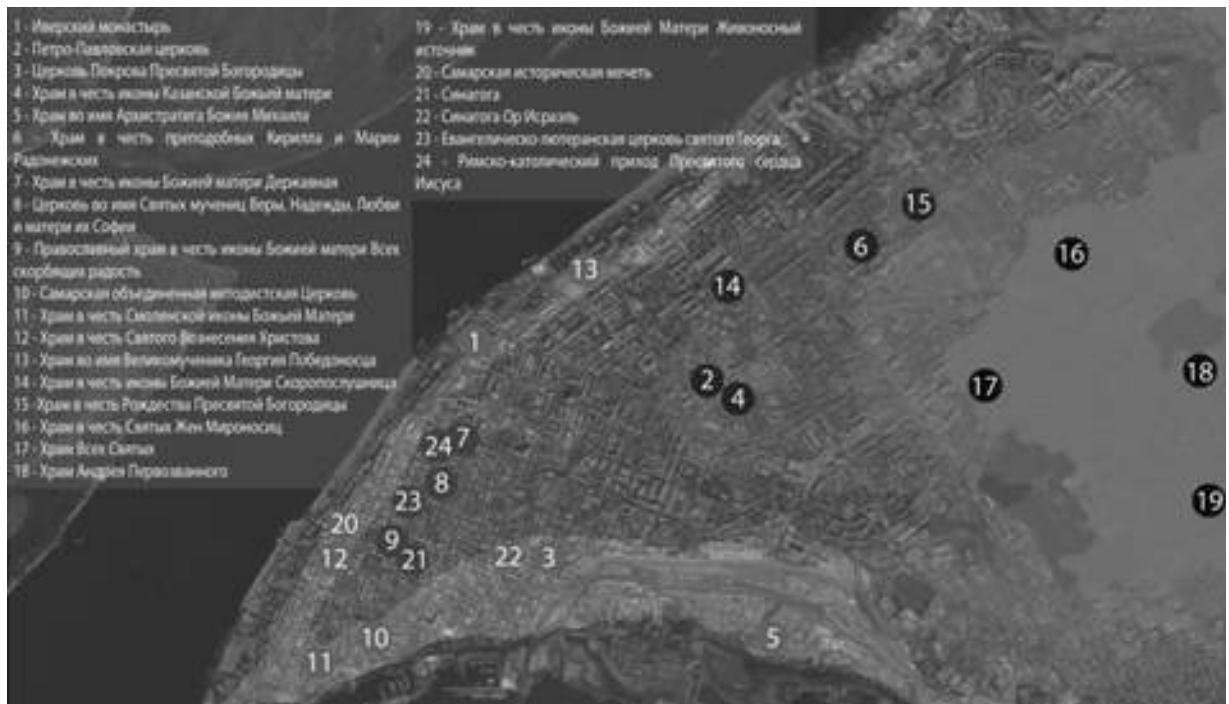 1 - Иверский монастырь
2 - Петро-Павловская церковь
3 - Церковь Покрова Пресвятой Богородицы
4 - Храм в честь иконы Казанской Божьей матери
5 - Храм во имя Архистратига Божия Михаила
6 - Храм в честь преподобных Кирилла и Марии
Радонежских
7 - Храм в честь иконы Божией матери Державная
8 - Церковь во имя Святых мучениц Веры, Надежды, Любви
и матери их Софеи
9 - Православный храм в честь иконы Божией матери Всех
скорбящих радость
10 - Самарская объединенная методистская Церковь
11 - Храм в честь Смоленской иконы Божьей Матери
12 - Храм в честь Святого Вознесения Христова
13 - Храм во имя Великомученика Георгия Победоносца
14 - Храм в честь иконы Божией Матери Скоропослушница
15 - Храм в честь Рождества Пресвятой Богородицы
16 - Храм в честь Святых Жен Мироносиц
17 - Храм Всех Святых
18 - Храм Андрея Первозванного
19 - Храм в честь иконы Божией Матери Живоносный
источник
20 - Самарская историческая мечеть
21 - Синагога
22 - Синагога Ор Исраэль
23 - Евангелическо-лютеранская церковь святого Георга
24 - Римско-католический приход Пресвятого сердца
Иисуса
15
6
16
13
14
1
18
2
17
4
7
24
8
23
19
20
9
12
21
22
3
10
5
11